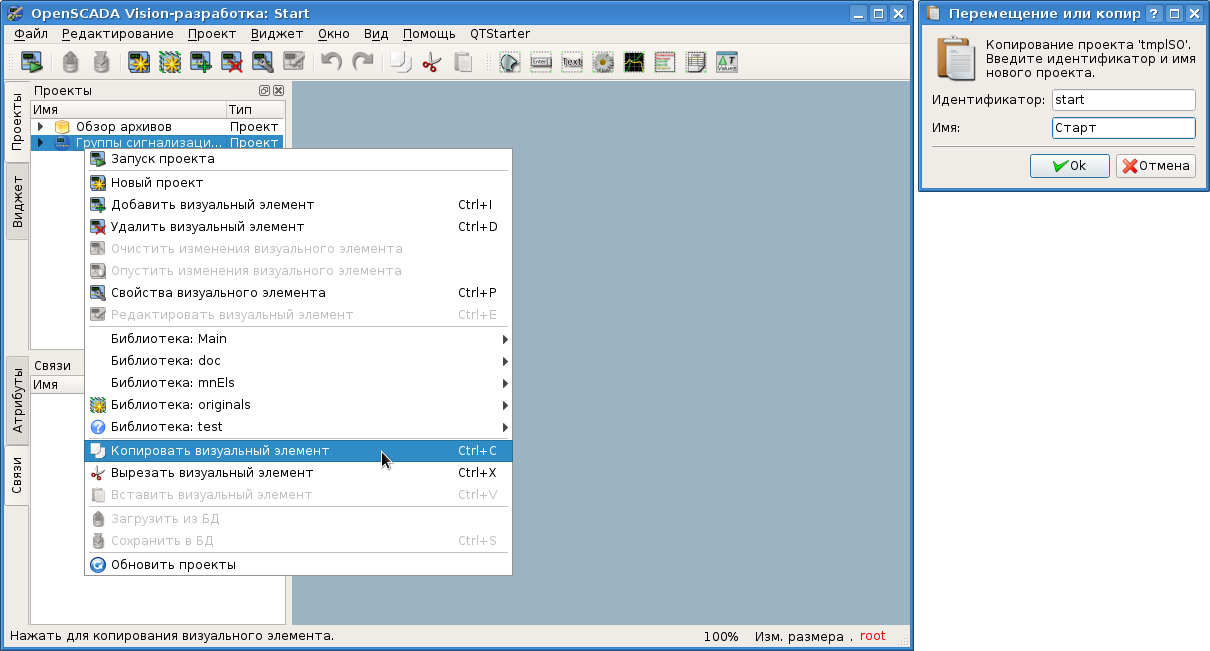 OpenSCADA Vision-разработка: Start
Файл Редактирование Проект Виджет Окно Вид Помощь QTStarter
Проекты
Имя Тип
Обзор архивов Проект
Группы сигнализаци... Проект
Запуск проекта
Новый проект
Добавить визуальный элемент Ctrl+I
Удалить визуальный элемент Ctrl+D
Очистить изменения визуального элемента
Опустить изменения визуального элемента
Свойства визуального элемента Ctrl+P
Редактировать визуальный элемент Ctrl+E
Библиотека: Main
Библиотека: doc
Библиотека: mnEls
Библиотека: originals
Библиотека: test
Копировать визуальный элемент Ctrl+C
Вырезать визуальный элемент Ctrl+X
Вставить визуальный элемент Ctrl+V
Загрузить из БД
Сохранить в БД Ctrl+S
Обновить проекты
Проекты
Виджет
Атрибуты
Связи
Связи
Имя
Нажать для копирования визуального элемента.
100% Изм. размера . root
Перемещение или копир
Копирование проекта 'tmplSO'.
Введите идентификатор и имя
нового проекта.
Идентификатор: start
Имя: Старт
Ok Отмена